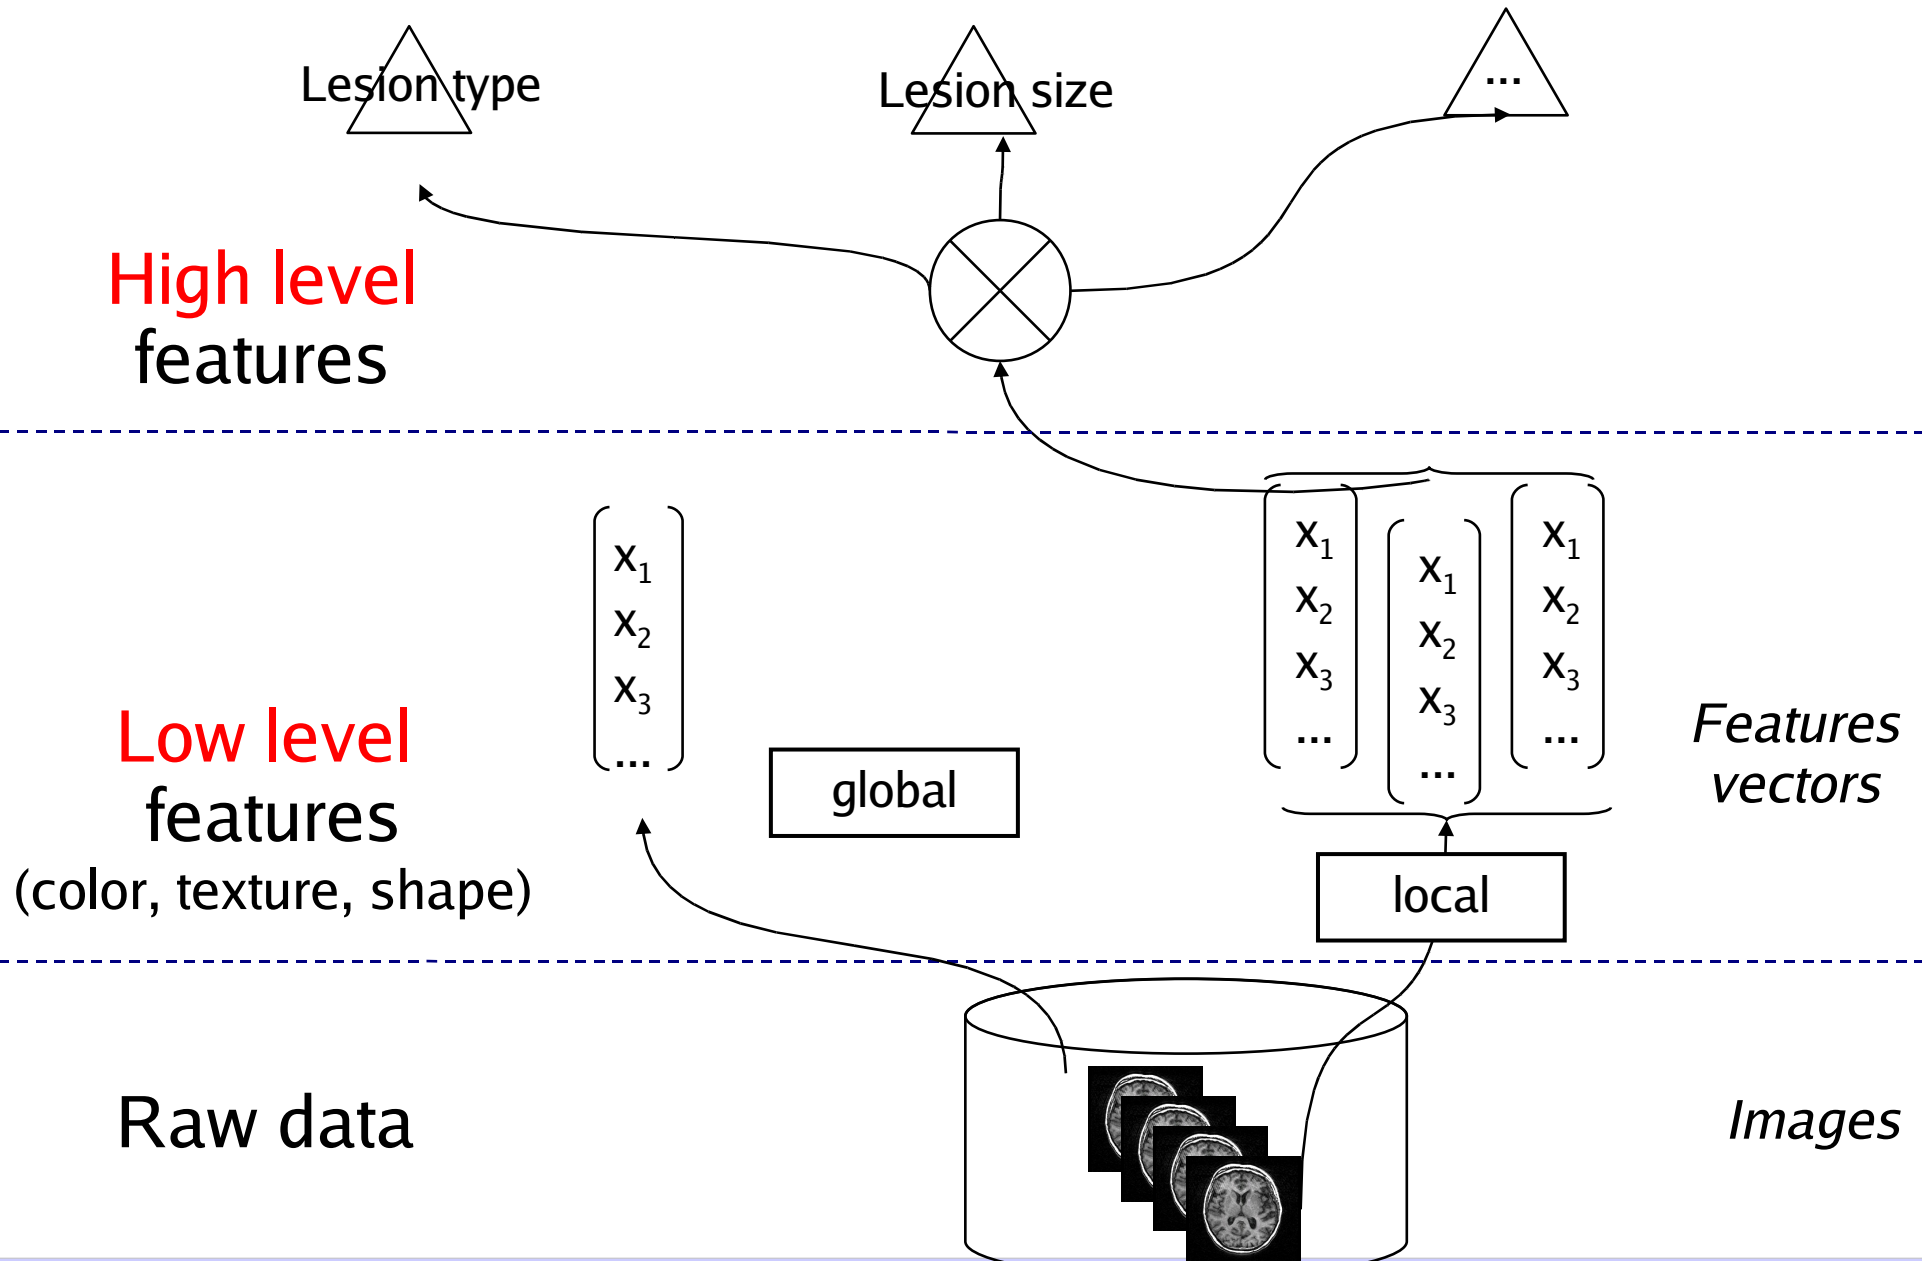 Lesion type
Lesion size
...
High level
features
x1
x2
x3
...
x1
x2
x3
...
x1
x2
x3
...
x1
x2
x3
...
Low level
features
(color, texture, shape)
global
local
Features
vectors
Raw data
Images